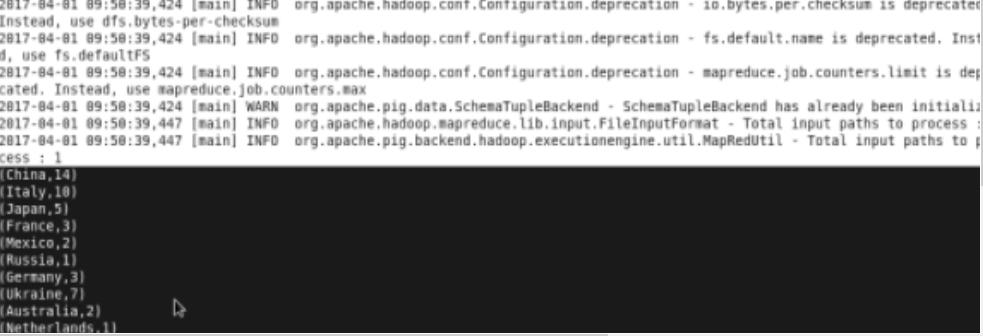 2017-04-01 09:50:39,424 [main] INFO  org.apache.hadoop.conf.Configuration.deprecation - io.bytes.per.checksum is deprecated
Instead, use dfs.bytes-per-checksum
2017-04-01 09:50:39,424 [main] INFO  org.apache.hadoop.conf.Configuration.deprecation - fs.default.name is deprecated. Inst
d, use fs.defaultFS
2017-04-01 09:50:39,424 [main] INFO  org.apache.hadoop.conf.Configuration.deprecation - mapreduce.job.counters.limit is dep
cated. Instead, use mapreduce.job.counters.max
2017-04-01 09:50:39,424 [main] WARN  org.apache.pig.data.SchemaTupleBackend - SchemaTupleBackend has already been initializ
2017-04-01 09:50:39,447 [main] INFO  org.apache.hadoop.mapreduce.lib.input.FileInputFormat - Total input paths to process :
2017-04-01 09:50:39,447 [main] INFO  org.apache.pig.backend.hadoop.executionengine.util.MapRedUtil - Total input paths to p
cess : 1
(China,14)
(Italy,10)
(Japan,5)
(France,3)
(Mexico,2)
(Russia,1)
(Germany,3)
(Ukraine,7)
(Australia,2)
(Netherlands,1)